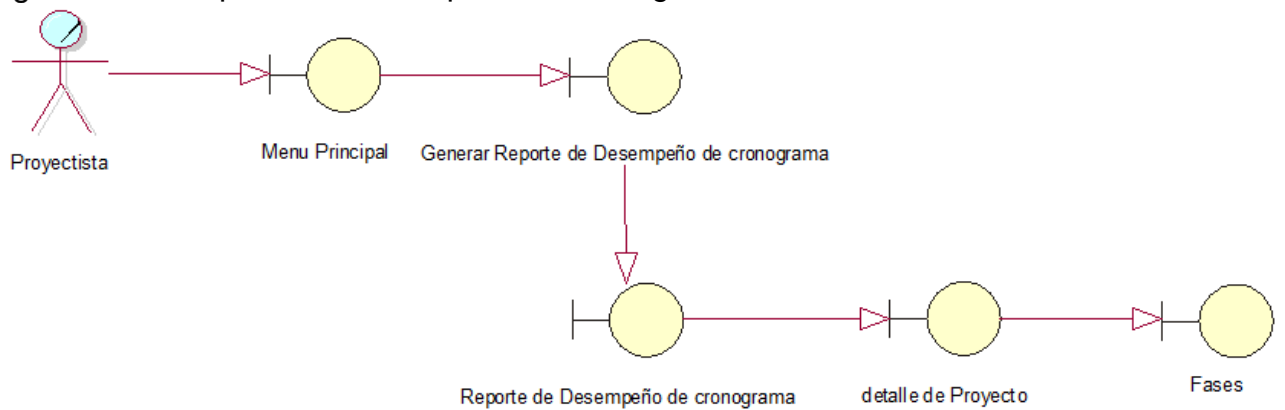 Proyectista
Menu Principal
Generar Reporte de Desempeño de cronograma
Reporte de Desempeño de cronograma
detalle de Proyecto
Fases